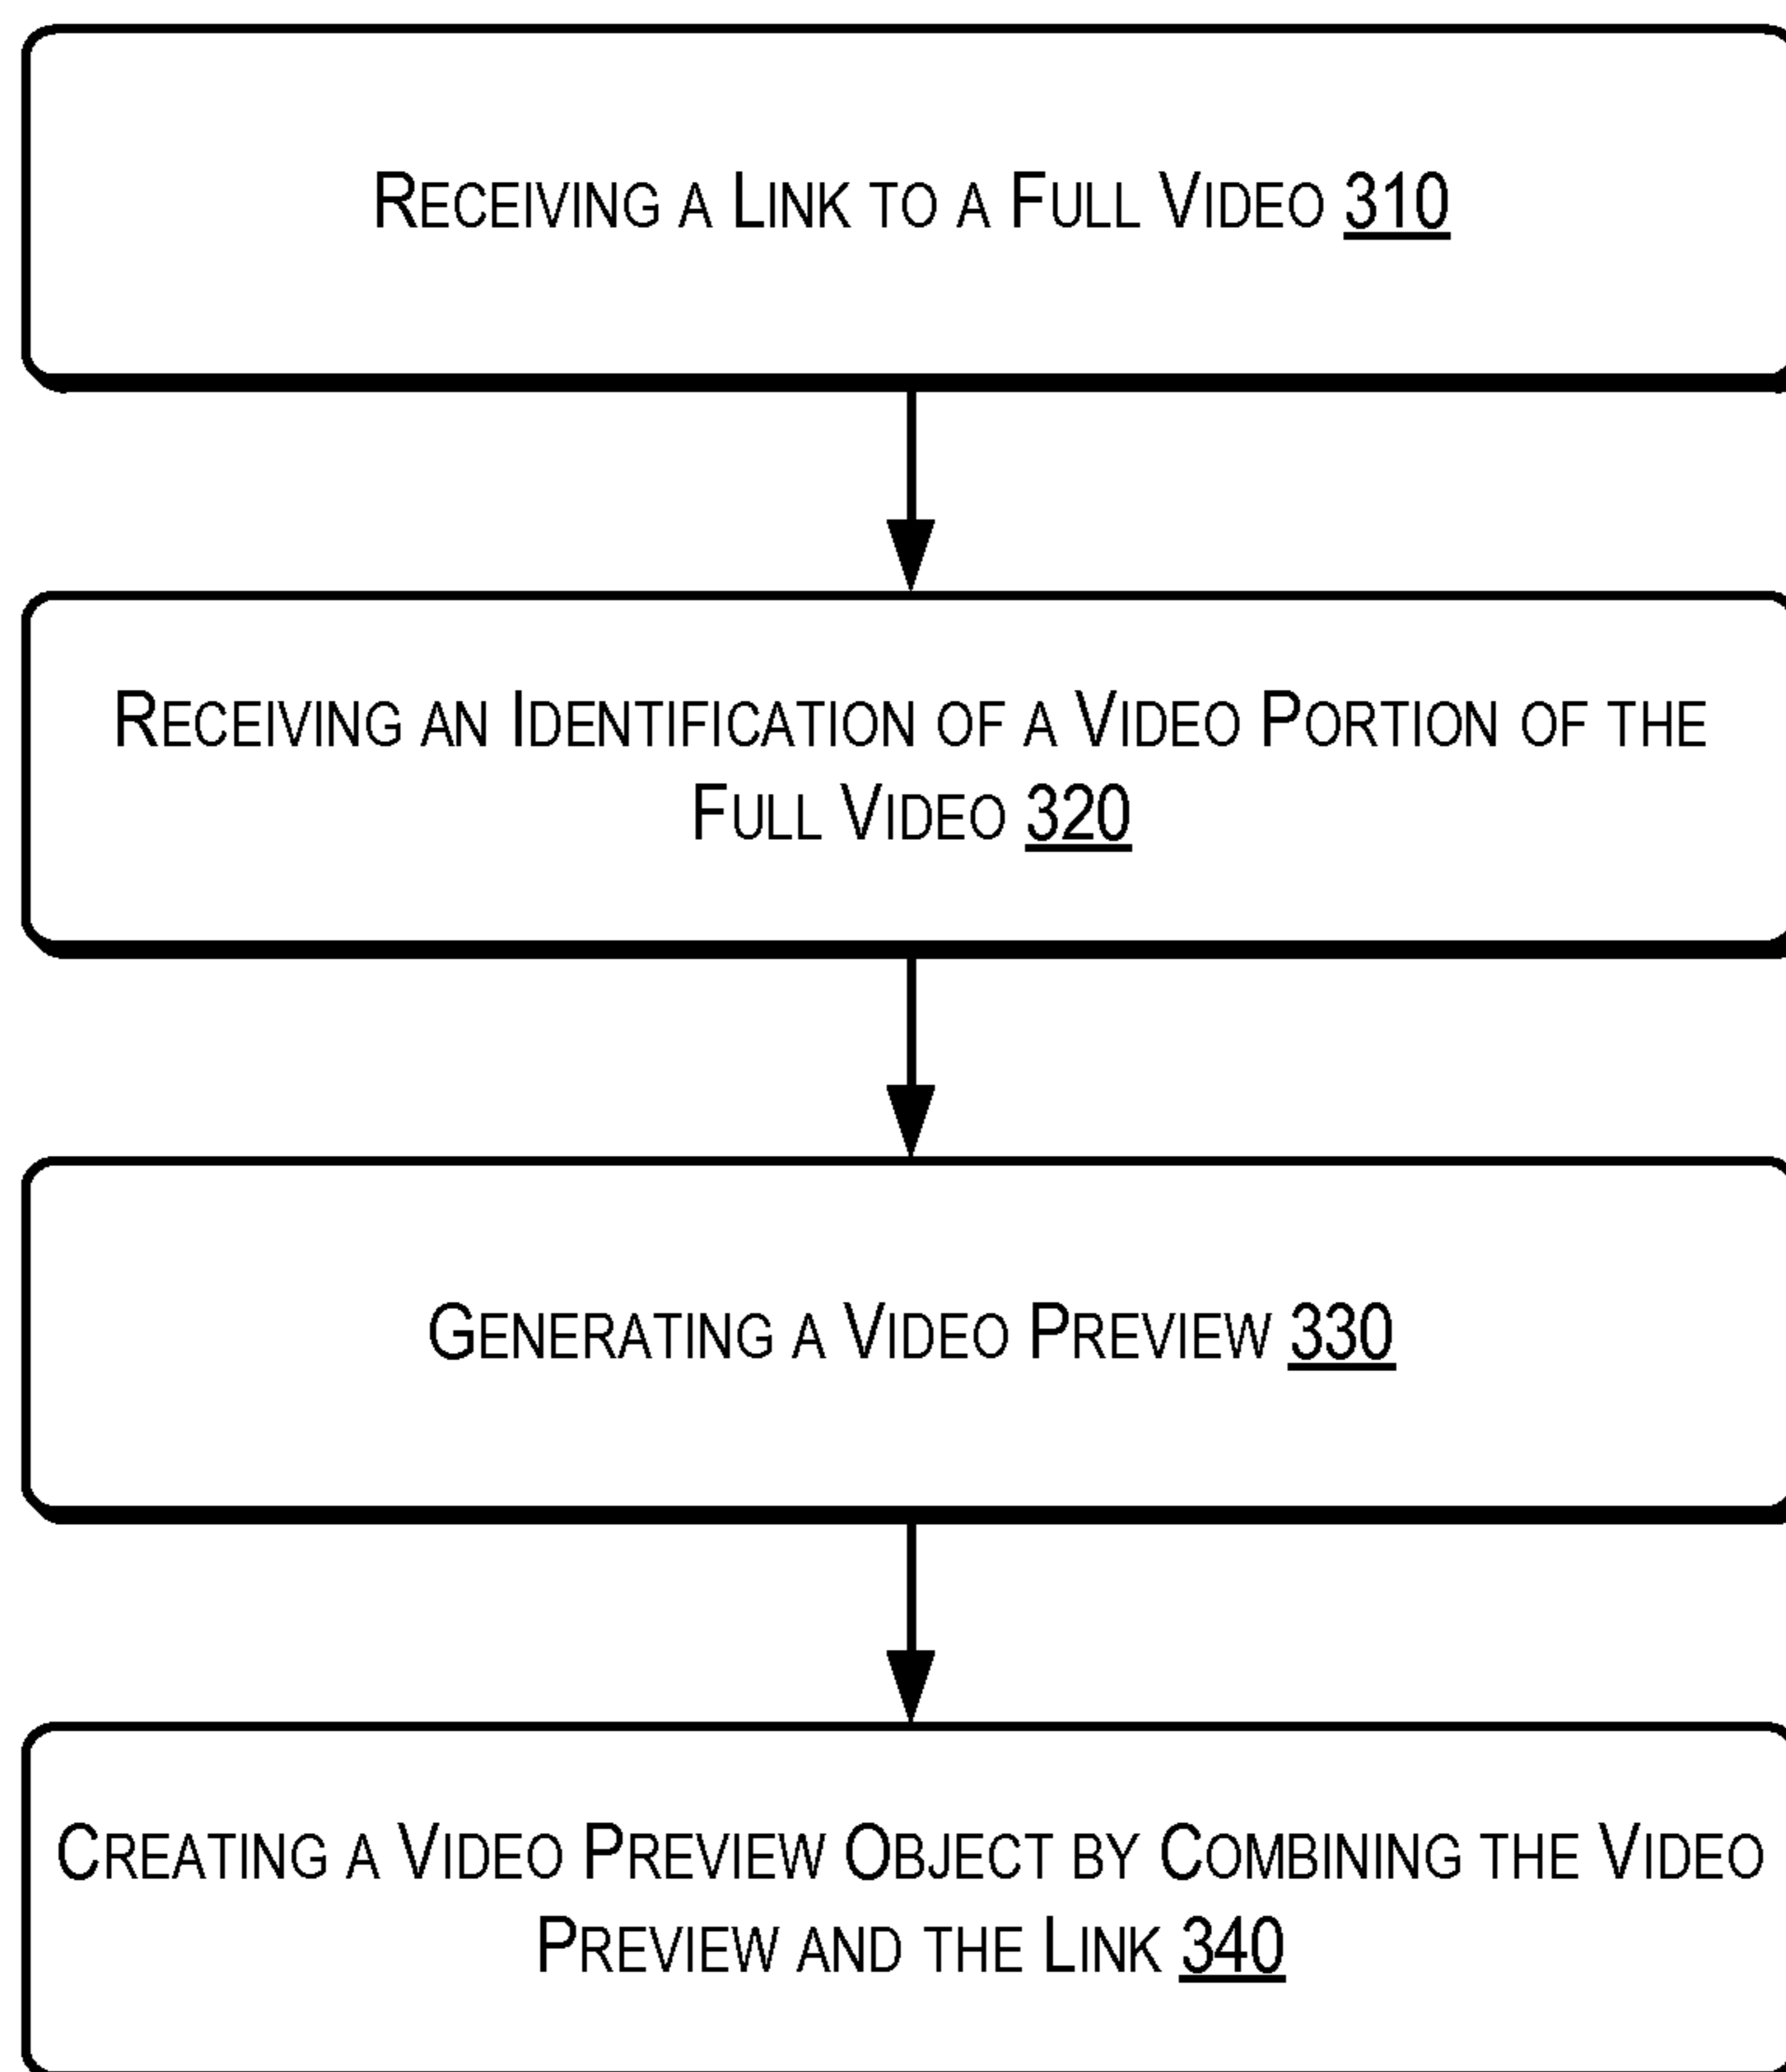 RECEIVING A LINK TO A FULL VIDEO 310
RECEIVING AN IDENTIFICATION OF A VIDEO PORTION OF THE
FULL VIDEO 320
GENERATING A VIDEO PREVIEW 330
CREATING A VIDEO PREVIEW OBJECT BY COMBINING THE VIDEO
PREVIEW AND THE LINK 340